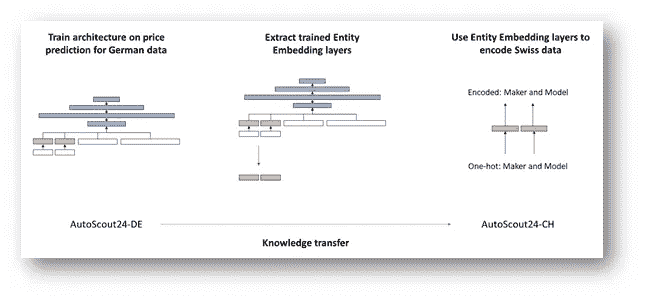 Train architecture on price
prediction for German data
Extract trained Entity
Embedding layers
Use Entity Embedding layers to
encode Swiss data
Encoded: Maker and Model
One-hot: Maker and Model
AutoScout24-DE
AutoScout24-CH
Knowledge transfer